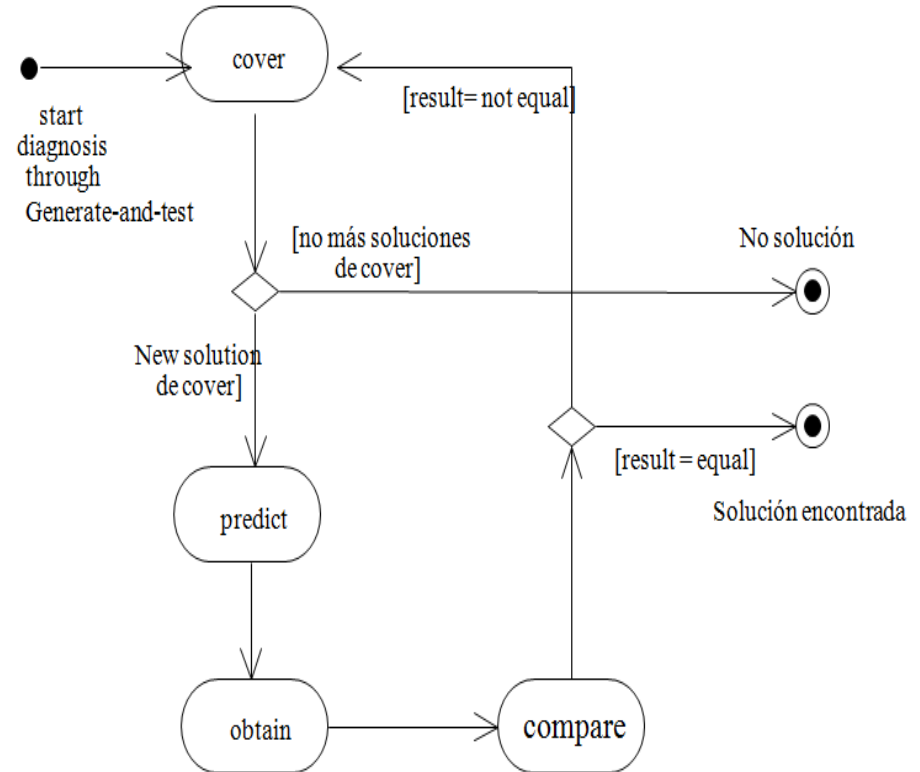 cover
start
diagnosis
through
Generate-and-test
[result= not equal]
[no más soluciones
de cover]
No solución
New solution
de cover]
[result = equal]
Solución encontrada
predict
obtain
compare